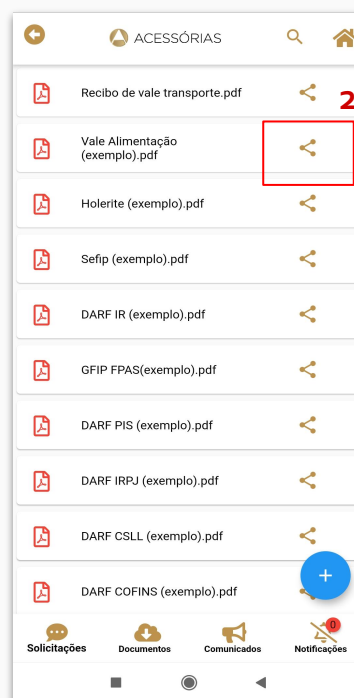 ACESSÓRIAS
Recibo de vale transporte.pdf
2
Vale Alimentação
(exemplo).pdf
Holerite (exemplo).pdf
Sefip (exemplo).pdf
DARF IR (exemplo).pdf
GFIP FPAS(exemplo).pdf
DARF PIS (exemplo).pdf
DARF IRPJ (exemplo).pdf
DARF CSLL (exemplo).pdf
DARF COFINS (exemplo).pdf
+
0
Solicitações Documentos Comunicados Notificações